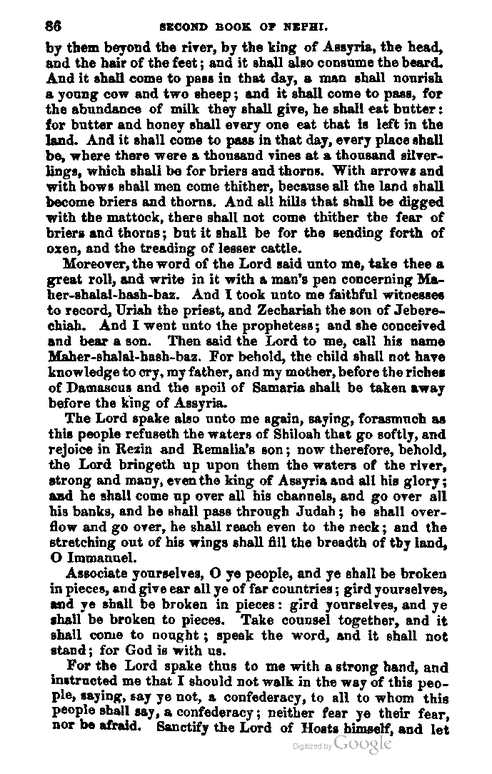 86 SECOND BOOK OF NEPHI.
by them beyond the river, by the king of Assyria, the head,
and the hair of the feet; and it shall also consume the beard.
And it shall come to pass in that day, a man shall nourish
a young cow and two sheep; and it shall come to pass, for
the abundance of milk they shall give, he shall eat butter:
for butter and honey shall every one eat that is left in the
land. And it shall come to pass in that day, every place shall
be, where there were a thousand vines at a thousand silver-
lings, which shall be for briers and thorns. With arrows and
with bows shall men come thither, because all the land shall
become briers and thorns. And all hills that shall be digged
with the mattock, there shall not come thither the fear of
briers and thorns; but it shall be for the sending forth of
oxen, and the treading of lesser cattle.
Moreover, the word of the Lord said unto me, take thee a
great roll, and write in it with a man's pen concerning Ma-
her-shalal-hash-baz. And I took unto me faithful witnesses
to record, Uriah the priest, and Zechariah the son of Jebere-
chiah. And I went unto the prophetess; and she conceived
and bear a son. Then said the Lord to me, call his name
Maher-shalal-hash-baz. For behold, the child shall not have
knowledge to cry, my father, and my mother, before the riches
of Damascus and the spoil of Samaria shall be taken away
before the king of Assyria.
The Lord spake also unto me again, saying, forasmuch as
this people refuseth the waters of Shiloah that go softly, and
rejoice in Rezin and Remalia's son; now therefore, behold,
the Lord bringeth up upon them the waters of the river,
strong and many, even the king of Assyria and all his glory;
and he shall come up over all his channels, and go over all
his banks, and he shall pass through Judah; he shall over-
flow and go over, he shall reach even to the neck; and the
stretching out of his wings shall fill the breadth of thy land,
O Immanuel.
Associate yourselves, O ye people, and ye shall be broken
in pieces, and give ear all ye of far countries; gird yourselves,
and ye shall be broken in pieces: gird yourselves, and ye
shall be broken to pieces. Take counsel together, and it
shall come to nought; speak the word, and it shall not
stand; for God is with us.
For the Lord spake thus to me with a strong hand, and
instructed me that I should not walk in the way of this peo-
ple, saying, say ye not, a confederacy, to all to whom this
people shall say, a confederacy; neither fear ye their fear,
nor be afraid. Sanctify the Lord of Hosts himself, and let
Digitized by Google